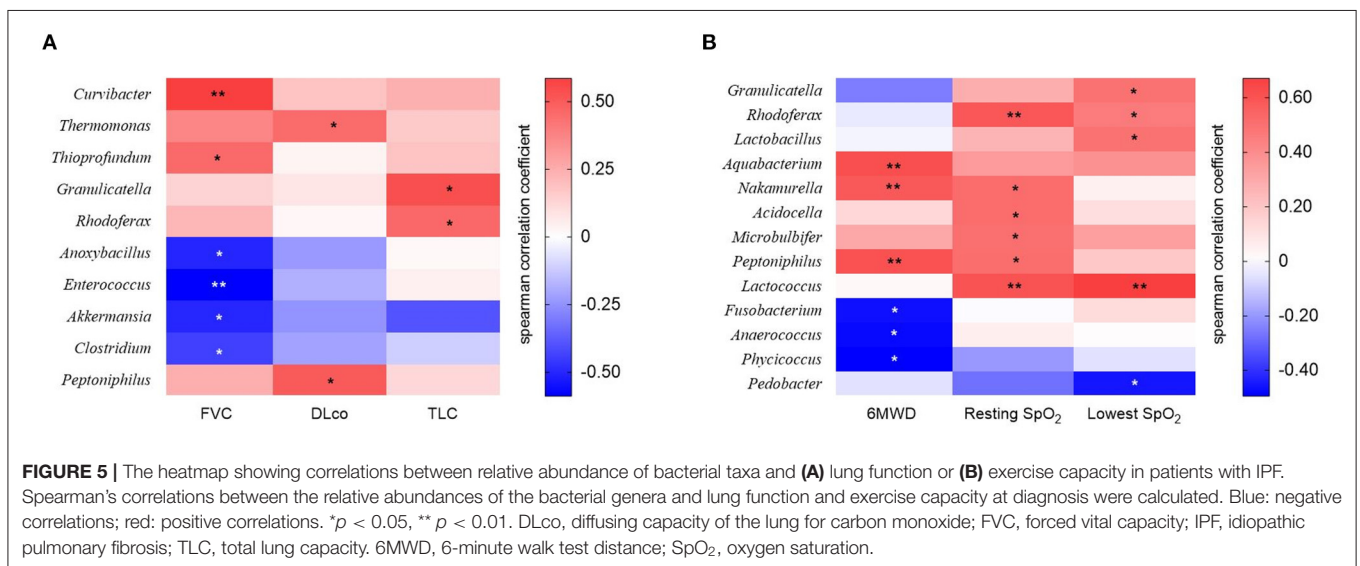 A
Curvibacter
Thermomonas
Thioprofundum
Granulicatella
Rhodoferax
Anoxybacillus
Enterococcus
Akkermansia
Clostridium
Peptoniphilus
**
*
*
*
*
*
**
*
*
*
FVC DLco TLC
0.50
0.25
0
-0.25
-0.50
spearman correlation coefficient
B
Granulicatella
Rhodoferax
Lactobacillus
Aquabacterium
Nakamurella
Acidocella
Microbulbifer
Peptoniphilus
Lactococcus
Fusobacterium
Anaerococcus
Phycicoccus
Pedobacter
*
** *
*
**
** *
*
*
** *
** **
*
*
*
*
6MWD Resting SpO₂ Lowest SpO₂
0.60
0.40
0.20
0
-0.20
-0.40
spearman correlation coefficient
FIGURE 5 | The heatmap showing correlations between relative abundance of bacterial taxa and (A) lung function or (B) exercise capacity in patients with IPF.
Spearman's correlations between the relative abundances of the bacterial genera and lung function and exercise capacity at diagnosis were calculated. Blue: negative
correlations; red: positive correlations. *p < 0.05, ** p < 0.01. DLco, diffusing capacity of the lung for carbon monoxide; FVC, forced vital capacity; IPF, idiopathic
pulmonary fibrosis; TLC, total lung capacity. 6MWD, 6-minute walk test distance; SpO₂, oxygen saturation.